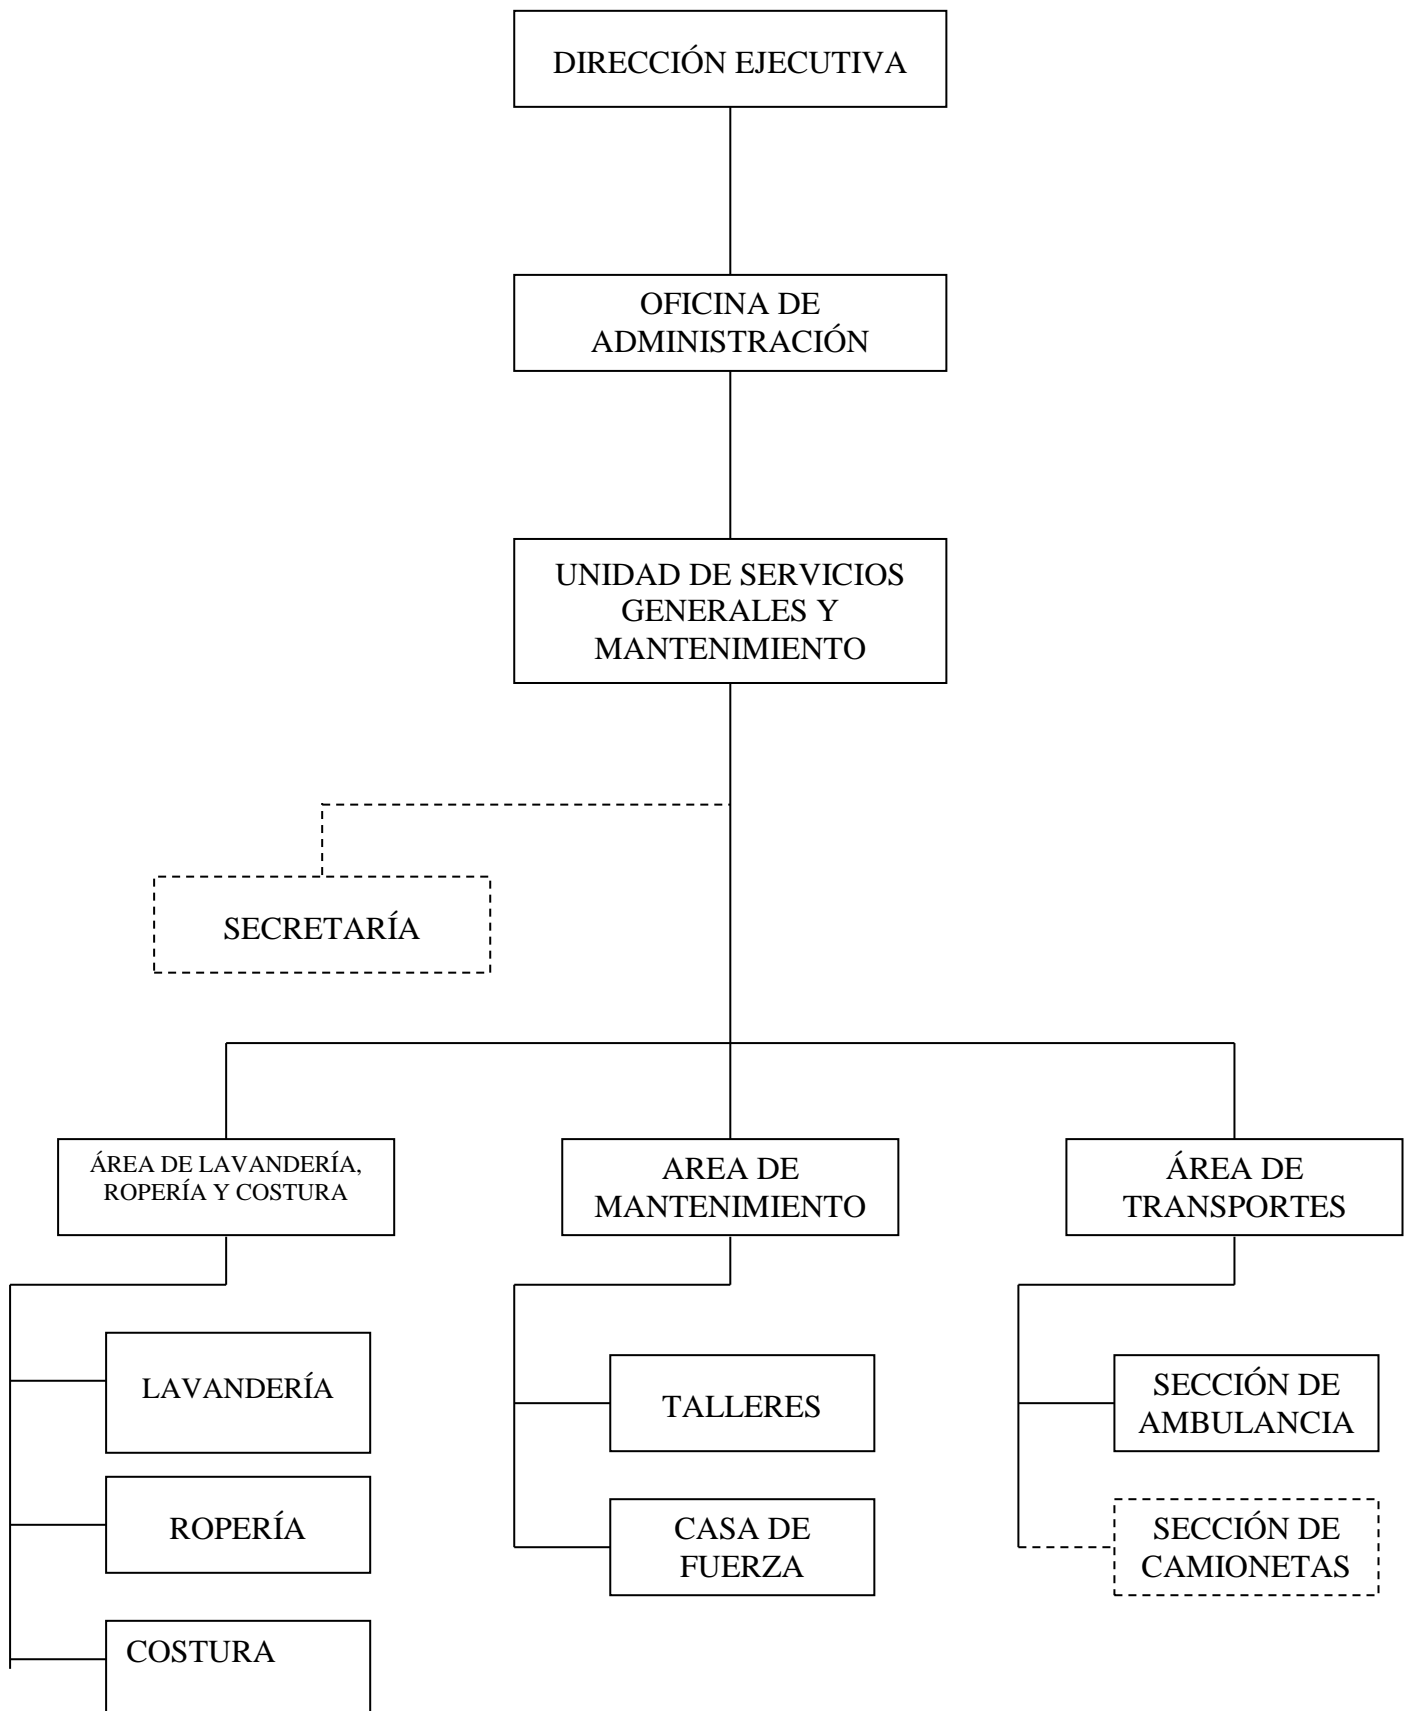 DIRECCIÓN EJECUTIVA
OFICINA DE
ADMINISTRACIÓN
UNIDAD DE SERVICIOS
GENERALES Y
MANTENIMIENTO
SECRETARÍA
ÁREA DE LAVANDERÍA,
ROPERÍA Y COSTURA
AREA DE
MANTENIMIENTO
ÁREA DE
TRANSPORTES
LAVANDERÍA
ROPERÍA
COSTURA
TALLERES
CASA DE
FUERZA
SECCIÓN DE
AMBULANCIA
SECCIÓN DE
CAMIONETAS